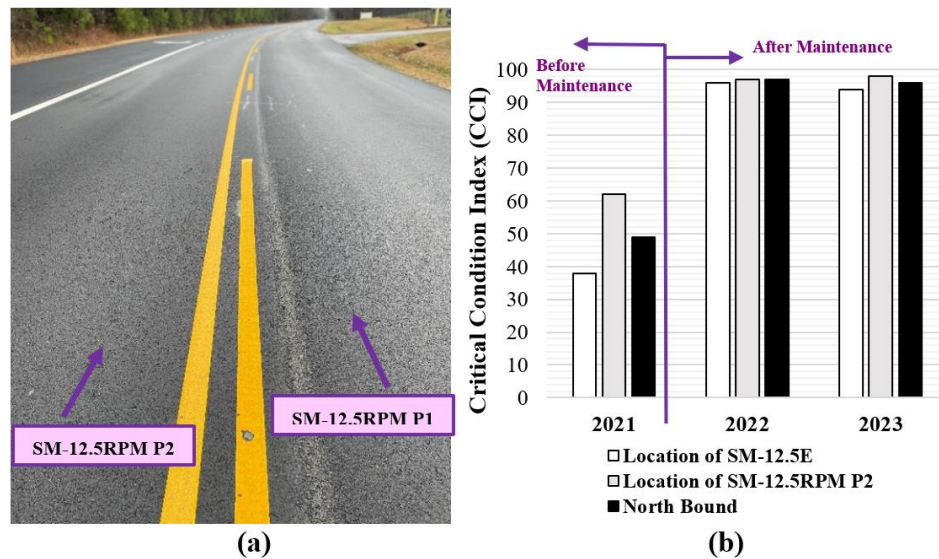 SM-12.5RPM P2
SM-12.5RPM P1
(a)
Before
Maintenance
After Maintenance
Critical Condition Index (CCI)
100
90
80
70
60
50
40
30
20
10
0
2021
2022
2023
Location of SM-12.5E
Location of SM-12.5RPM P2
North Bound
(b)